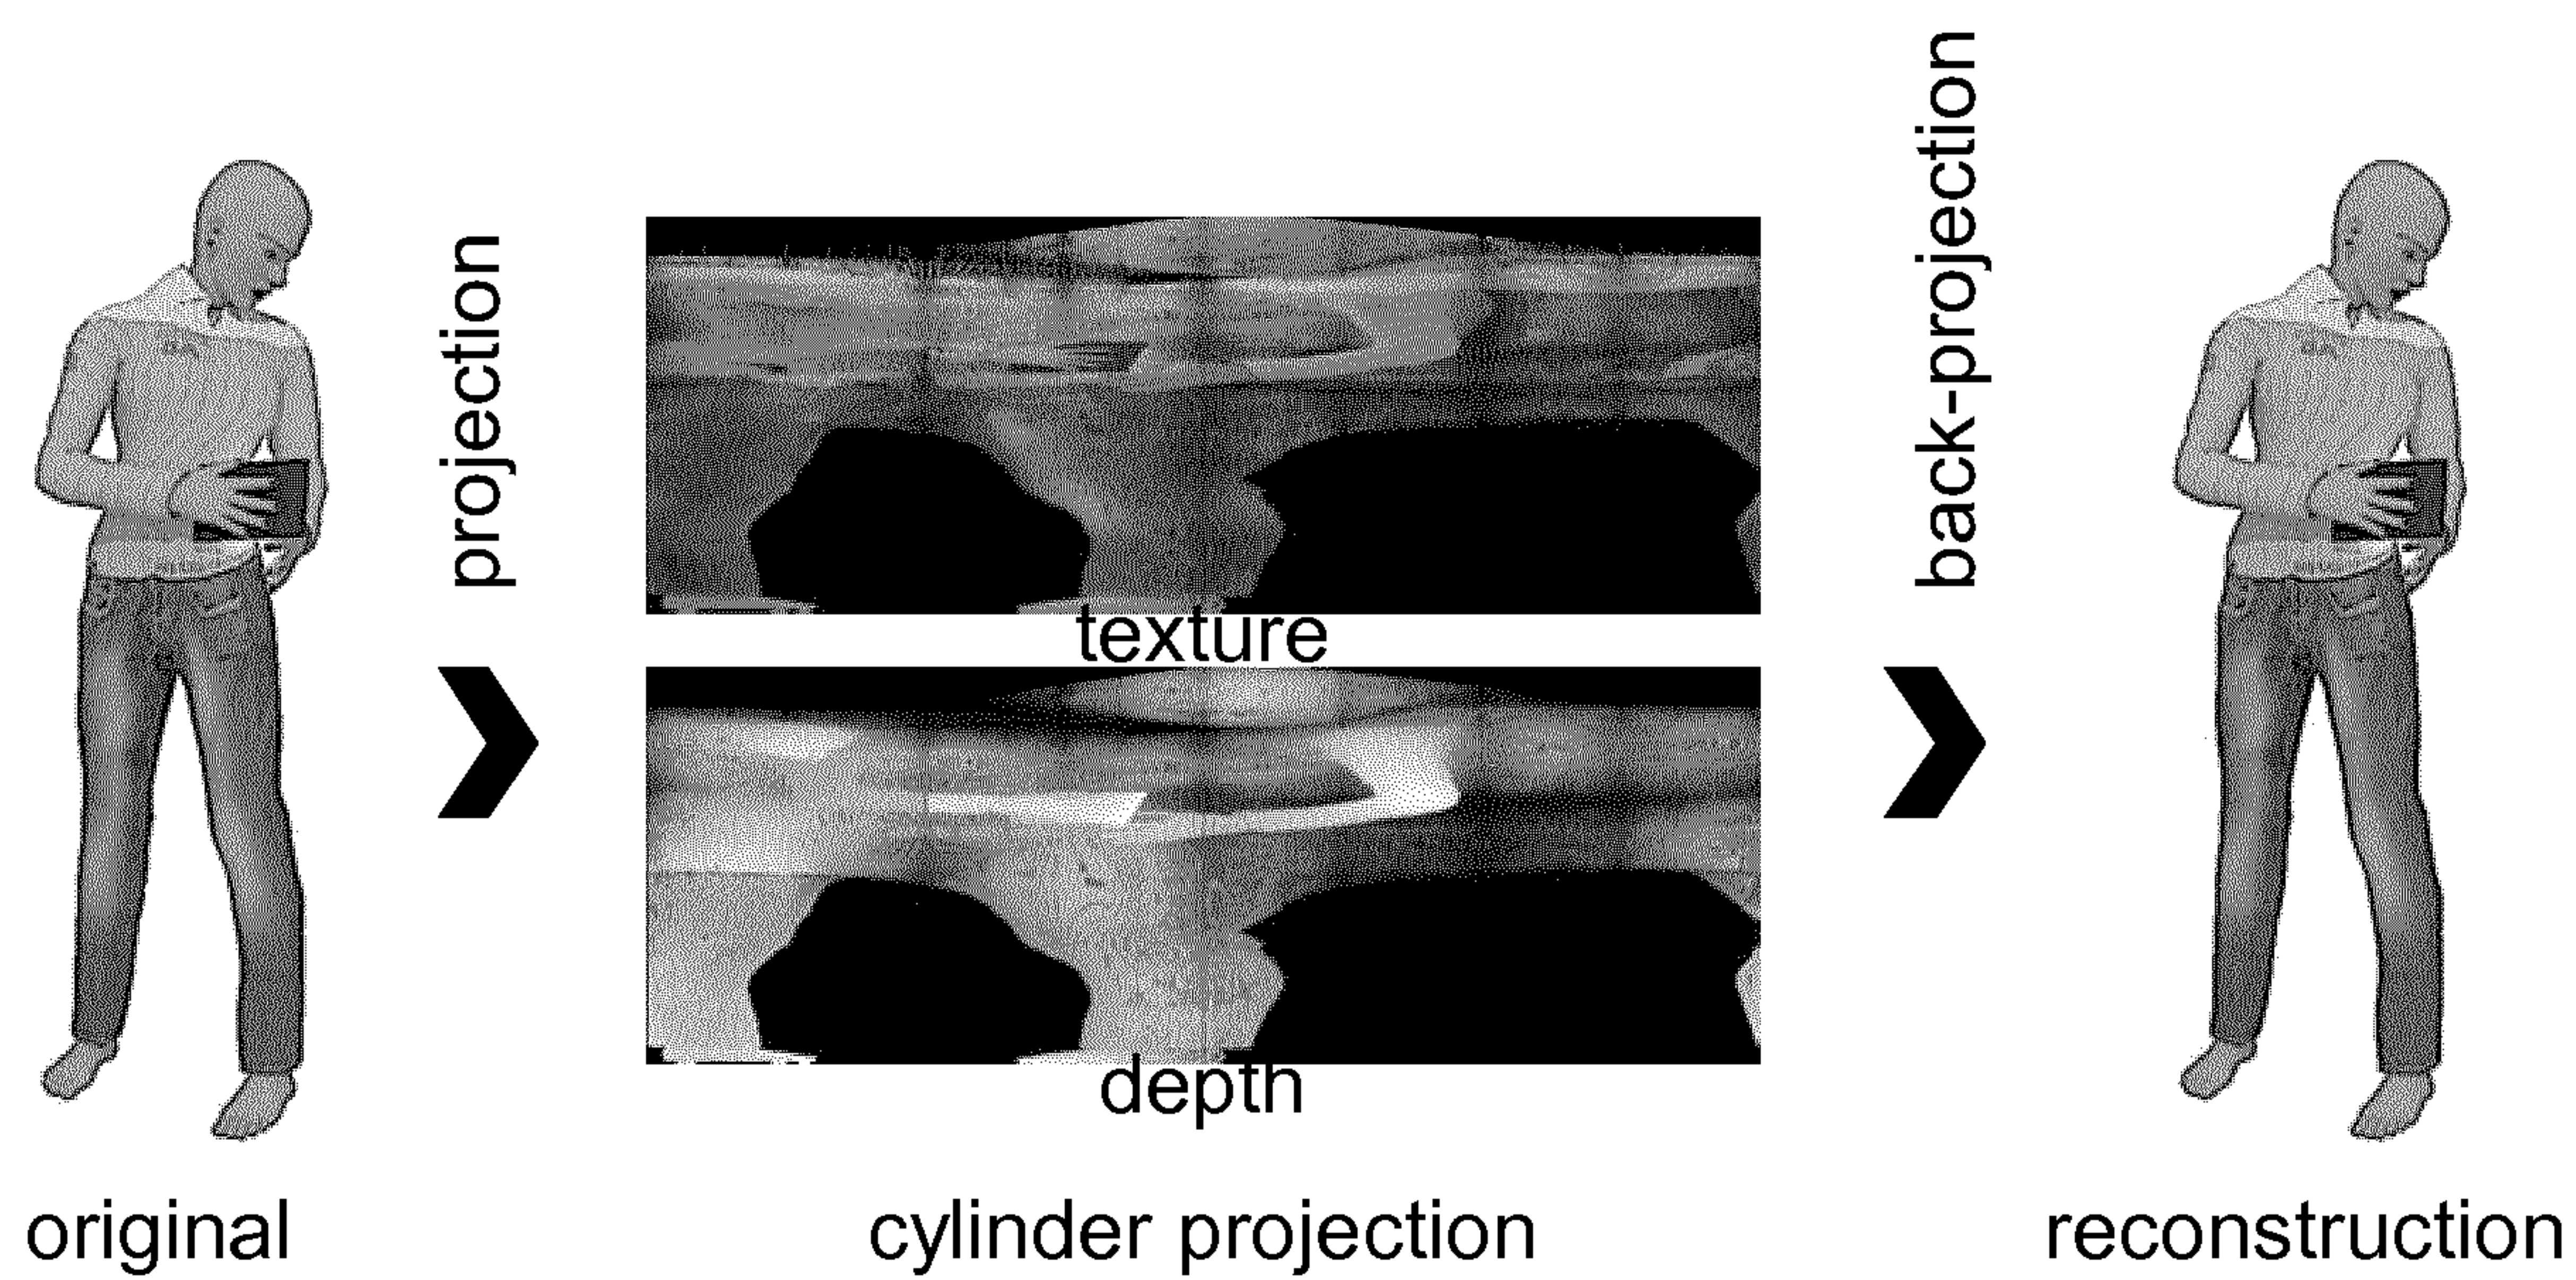 projection
back-projection
texture
depth
original
cylinder projection
reconstruction